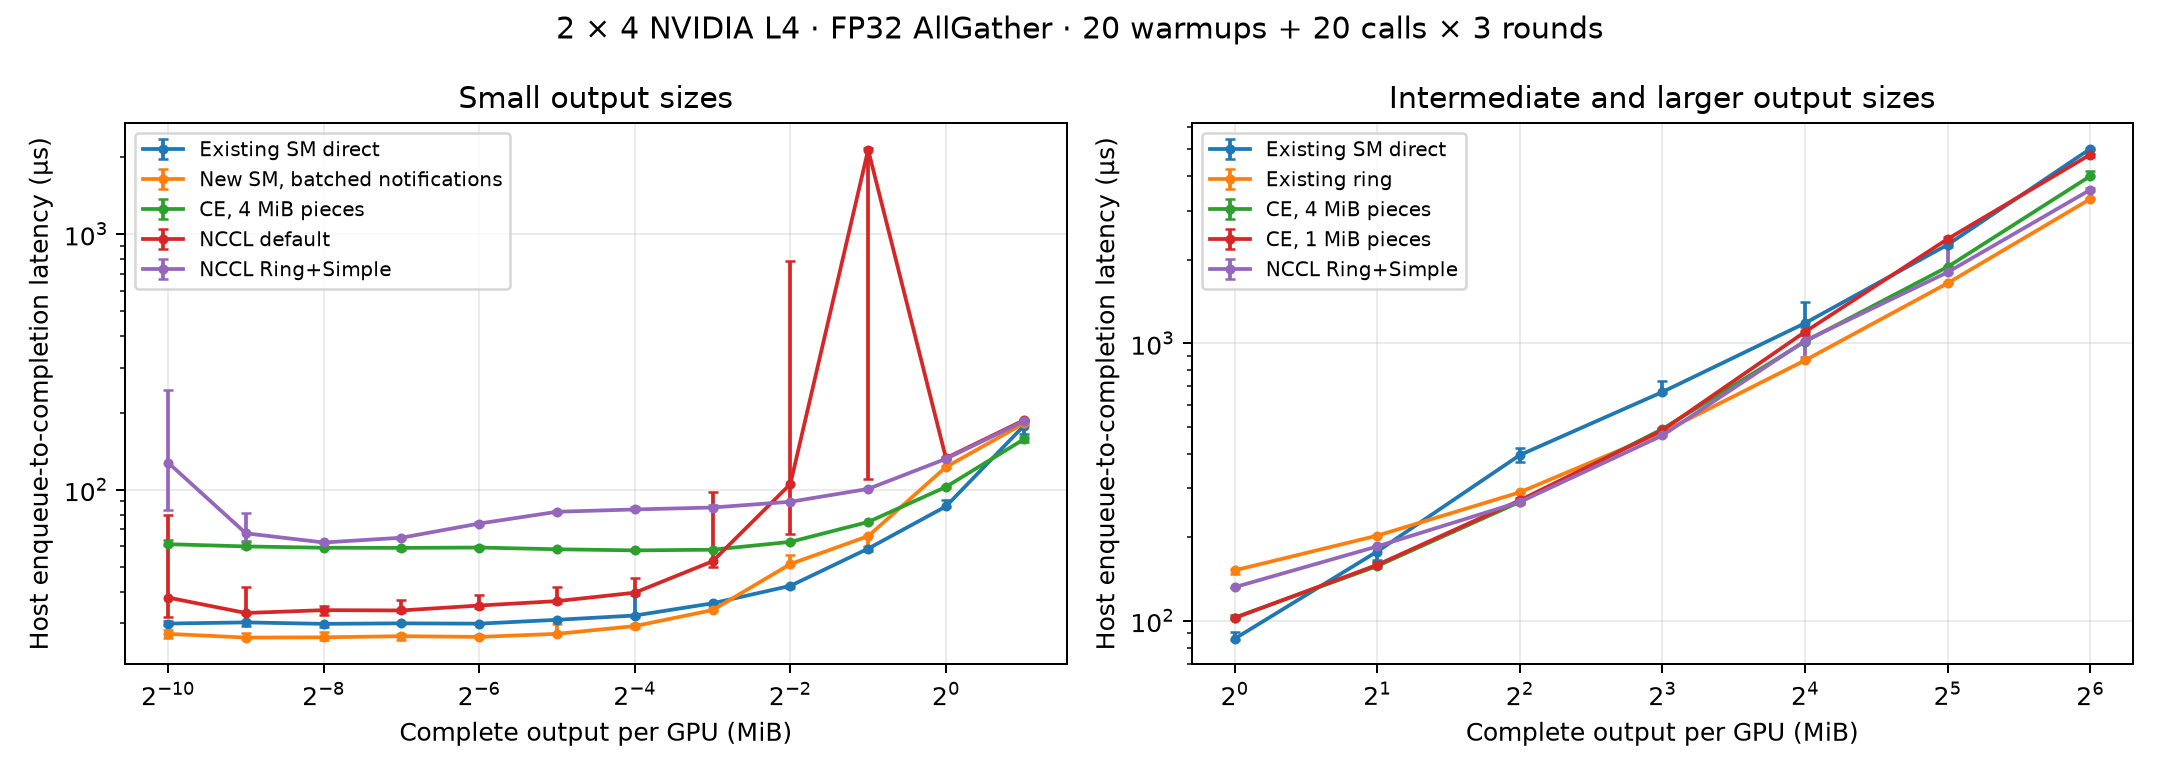 2 × 4 NVIDIA L4 · FP32 AllGather · 20 warmups + 20 calls × 3 rounds
Small output sizes
Host enqueue-to-completion latency (µs)
10³
10²
Existing SM direct
New SM, batched notifications
CE, 4 MiB pieces
NCCL default
NCCL Ring+Simple
2⁻¹⁰
2⁻⁸
2⁻⁶
2⁻⁴
2⁻²
2⁰
Complete output per GPU (MiB)
Intermediate and larger output sizes
Host enqueue-to-completion latency (µs)
10³
10²
Existing SM direct
Existing ring
CE, 4 MiB pieces
CE, 1 MiB pieces
NCCL Ring+Simple
2⁰
2¹
2²
2³
2⁴
2⁵
2⁶
Complete output per GPU (MiB)